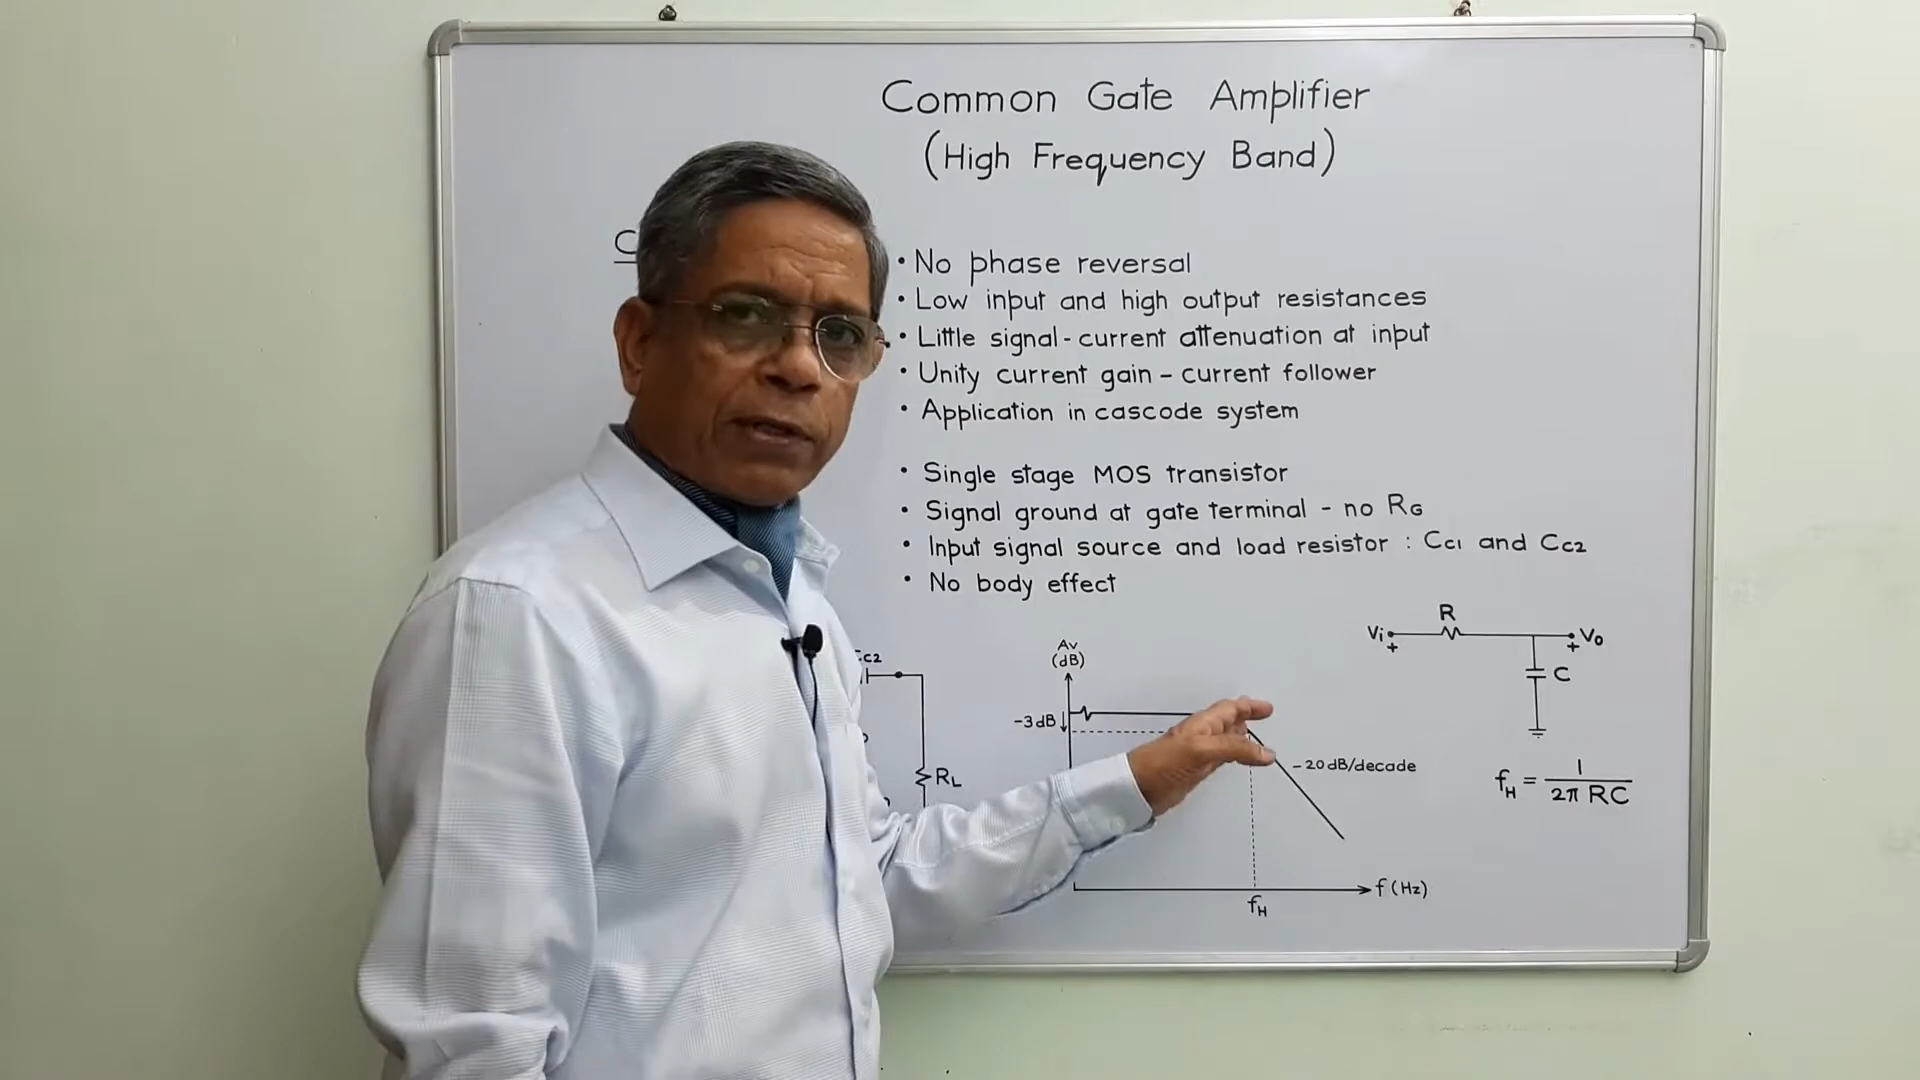 Common Gate Amplifier
(High Frequency Band)
• No phase reversal
• Low input and high output resistances
• Little signal-current attenuation at input
• Unity current gain – current follower
• Application in cascode system
• Single stage MOS transistor
• Signal ground at gate terminal - no RG
• Input signal source and load resistor : CC1 and CC2
• No body effect
C2
RL
Av
(dB)
-3dB
-20dB/decade
fH
f(Hz)
R
Vi
+
Vo
+
C
fH = 1 / 2π RC